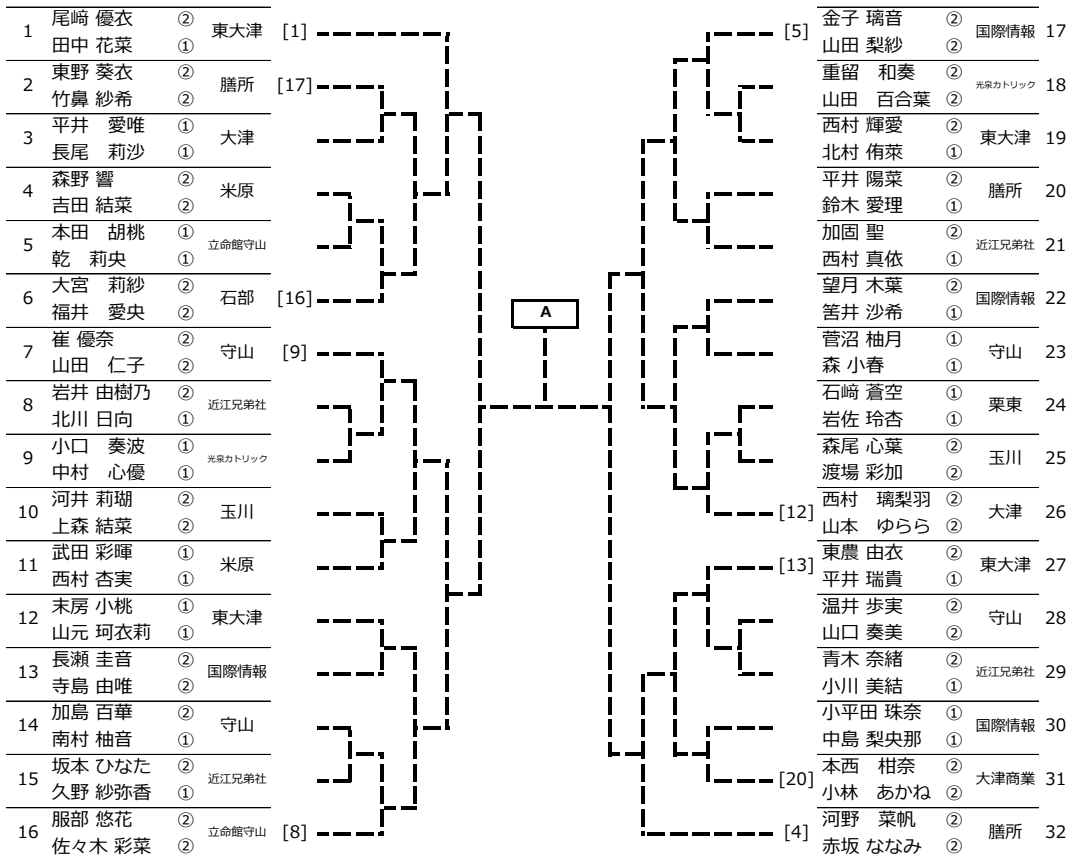 1 尾﨑 優衣 ② 東大津 [1]
田中 花菜 ①
2 東野 葵衣 ② 膳所 [17]
竹鼻 紗希 ②
3 平井 愛唯 ① 大津
長尾 莉沙 ①
4 森野 響 ② 米原
吉田 結菜 ②
5 本田 胡桃 ① 立命館守山
乾 莉央 ①
6 大宮 莉紗 ② 石部 [16]
福井 愛央 ②
7 崔 優奈 ② 守山 [9]
山田 仁子 ②
8 岩井 由樹乃 ② 近江兄弟社
北川 日向 ①
9 小口 奏波 ① 光泉カトリック
中村 心優 ①
10 河井 莉瑚 ② 玉川
上森 結菜 ②
11 武田 彩暉 ① 米原
西村 杏実 ①
12 末房 小桃 ① 東大津
山元 珂衣莉 ①
13 長瀬 圭音 ② 国際情報
寺島 由唯 ②
14 加島 百華 ② 守山
南村 柚音 ①
15 坂本 ひなた ② 近江兄弟社
久野 紗弥香 ①
16 服部 悠花 ② 立命館守山 [8]
佐々木 彩菜 ②
A
[5] 金子 璃音 ② 国際情報 17
山田 梨紗 ②
重留 和奏 ② 光泉カトリック 18
山田 百合葉 ②
西村 輝愛 ② 東大津 19
北村 侑萊 ①
平井 陽菜 ② 膳所 20
鈴木 愛理 ①
加固 聖 ② 近江兄弟社 21
西村 真依 ①
望月 木葉 ② 国際情報 22
筈井 沙希 ①
菅沼 柚月 ① 守山 23
森 小春 ①
石﨑 蒼空 ① 栗東 24
岩佐 玲杏 ①
森尾 心葉 ② 玉川 25
渡場 彩加 ②
[12] 西村 璃梨羽 ② 大津 26
山本 ゆらら ②
[13] 東農 由衣 ② 東大津 27
平井 瑞貴 ①
温井 歩実 ② 守山 28
山口 奏美 ②
青木 奈緒 ② 近江兄弟社 29
小川 美結 ①
小平田 珠奈 ① 国際情報 30
中島 梨央那 ①
[20] 本西 柑奈 ② 大津商業 31
小林 あかね ②
[4] 河野 菜帆 ② 膳所 32
赤坂 ななみ ②